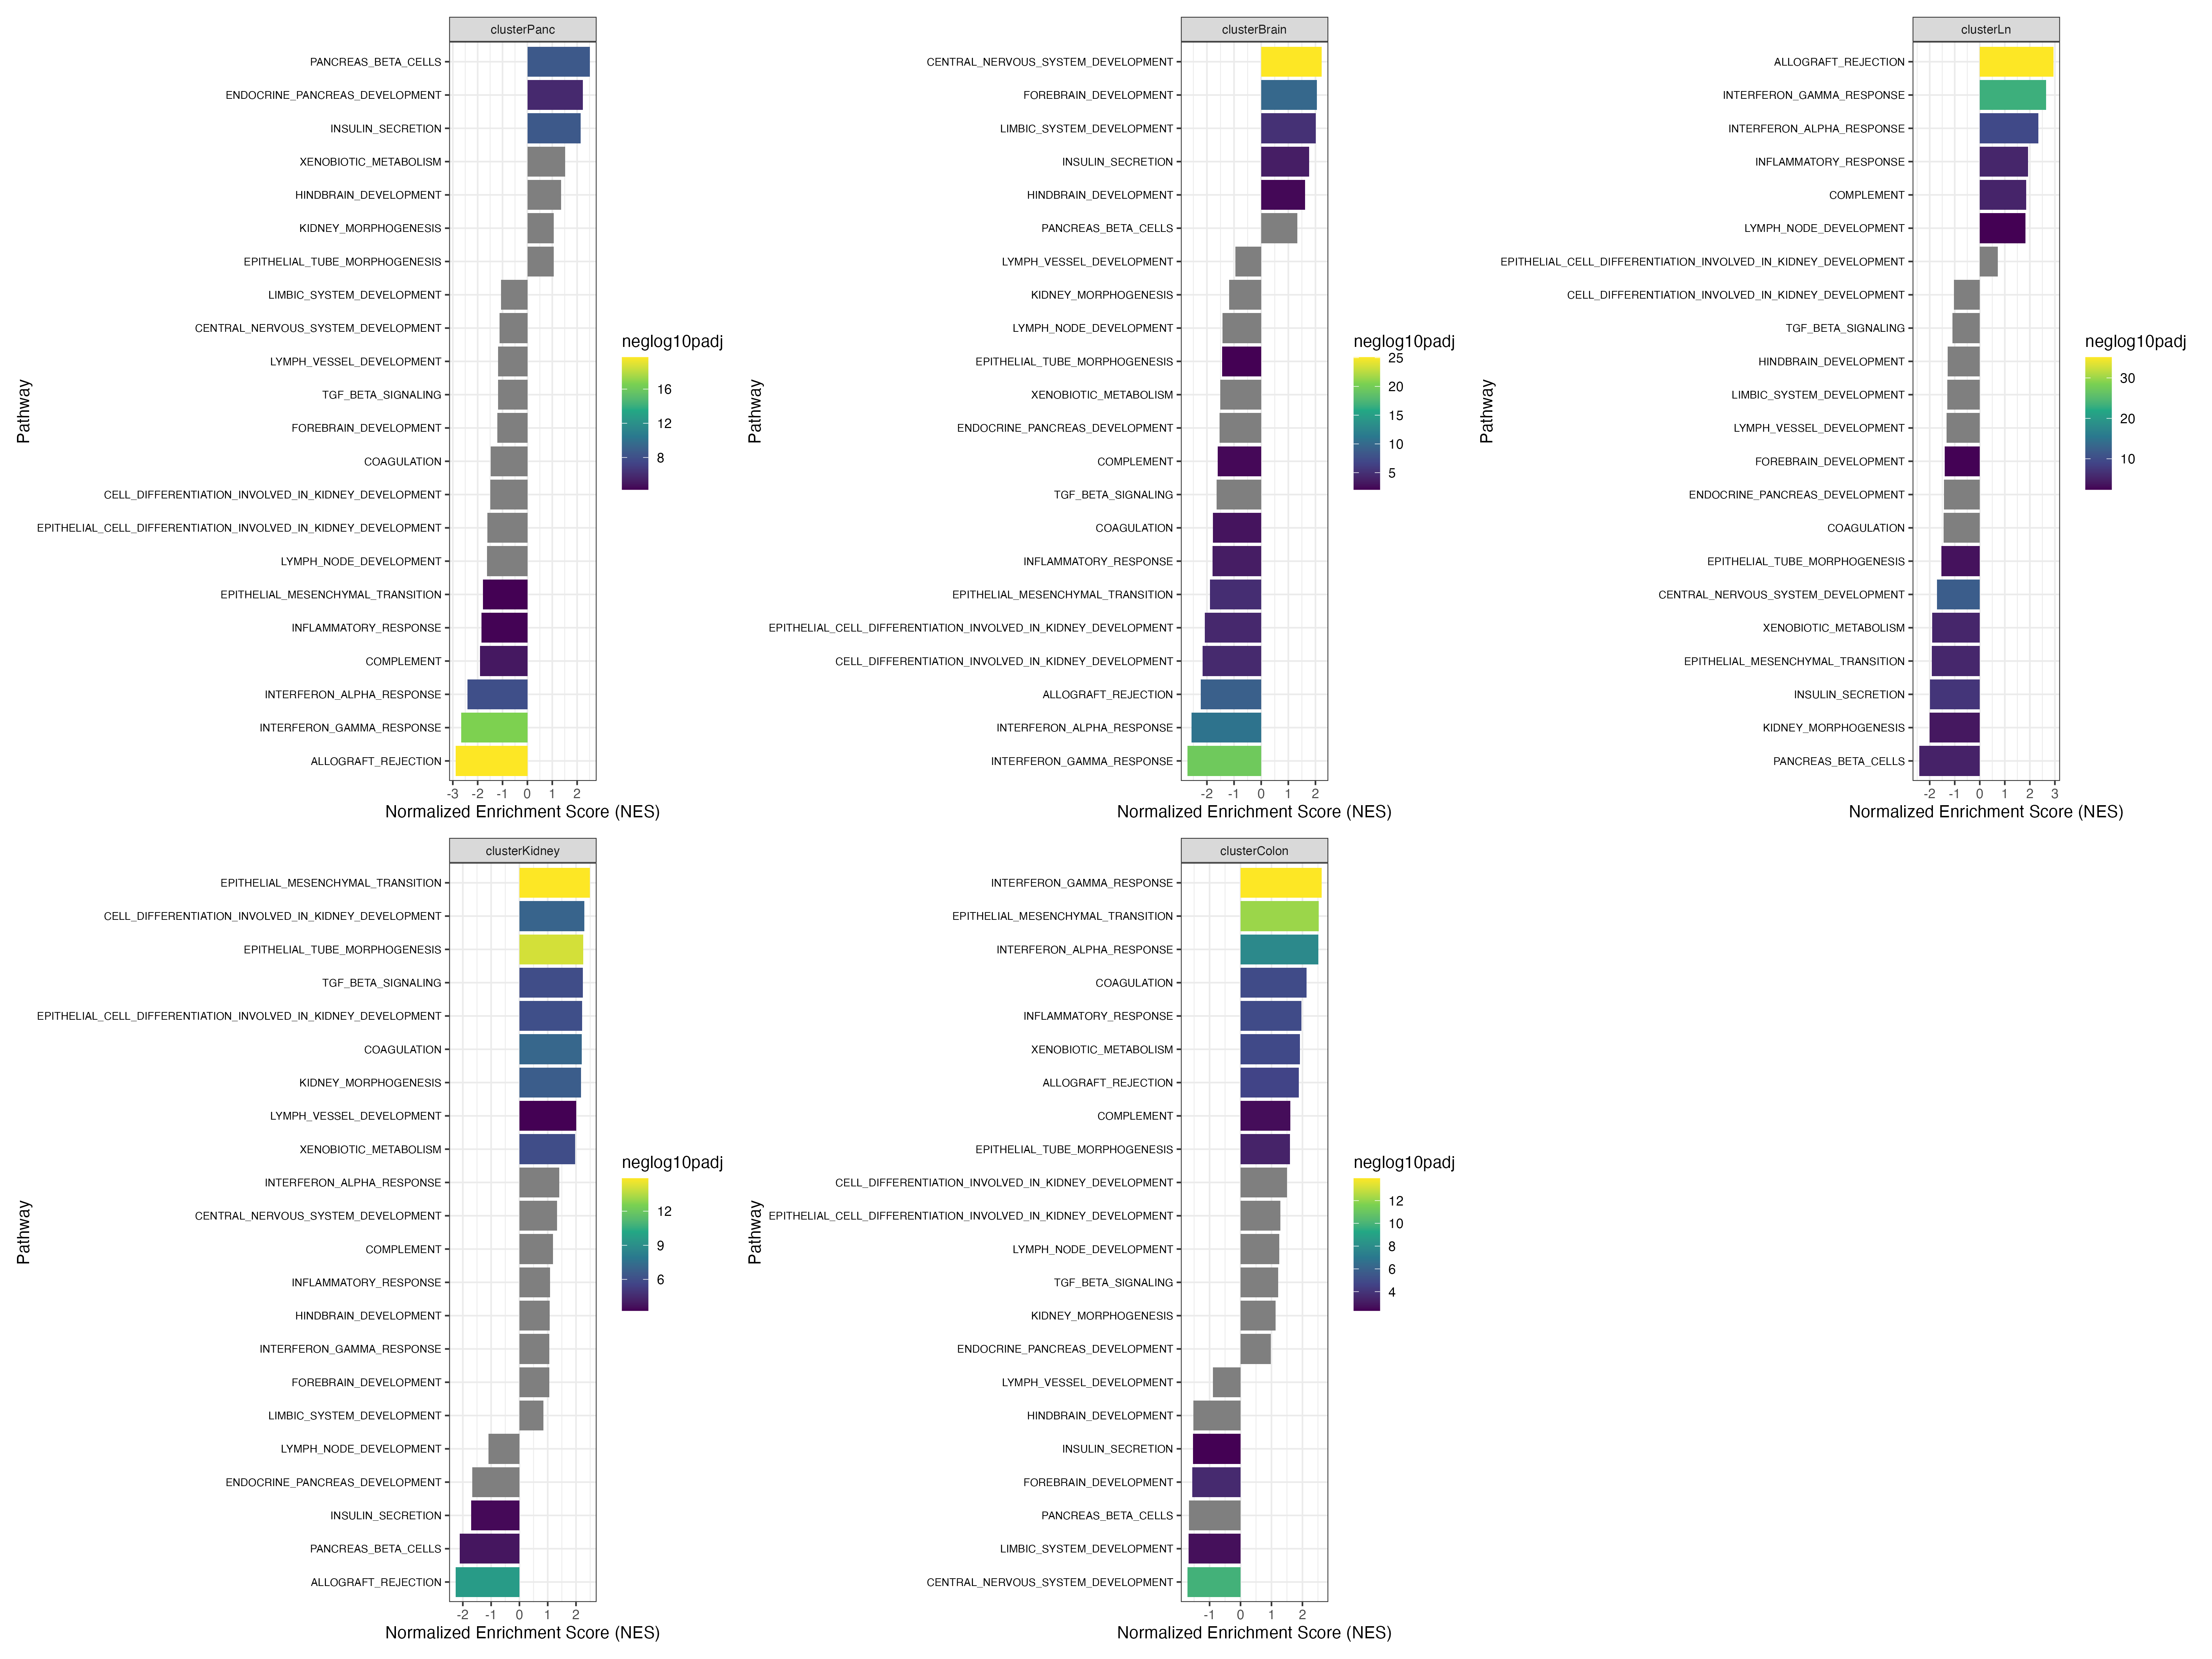 clusterPanc
PANCREAS_BETA_CELLS
ENDOCRINE_PANCREAS_DEVELOPMENT
INSULIN_SECRETION
XENOBIOTIC_METABOLISM
HINDBRAIN_DEVELOPMENT
KIDNEY_MORPHOGENESIS
EPITHELIAL_TUBE_MORPHOGENESIS
LIMBIC_SYSTEM_DEVELOPMENT
CENTRAL_NERVOUS_SYSTEM_DEVELOPMENT
LYMPH_VESSEL_DEVELOPMENT
TGF_BETA_SIGNALING
FOREBRAIN_DEVELOPMENT
COAGULATION
CELL_DIFFERENTIATION_INVOLVED_IN_KIDNEY_DEVELOPMENT
EPITHELIAL_CELL_DIFFERENTIATION_INVOLVED_IN_KIDNEY_DEVELOPMENT
LYMPH_NODE_DEVELOPMENT
EPITHELIAL_MESENCHYMAL_TRANSITION
INFLAMMATORY_RESPONSE
COMPLEMENT
INTERFERON_ALPHA_RESPONSE
INTERFERON_GAMMA_RESPONSE
ALLOGRAFT_REJECTION
Pathway
-3 -2 -1 0 1 2
Normalized Enrichment Score (NES)
neglog10padj
16
12
8
clusterBrain
CENTRAL_NERVOUS_SYSTEM_DEVELOPMENT
FOREBRAIN_DEVELOPMENT
LIMBIC_SYSTEM_DEVELOPMENT
INSULIN_SECRETION
HINDBRAIN_DEVELOPMENT
PANCREAS_BETA_CELLS
LYMPH_VESSEL_DEVELOPMENT
KIDNEY_MORPHOGENESIS
LYMPH_NODE_DEVELOPMENT
EPITHELIAL_TUBE_MORPHOGENESIS
XENOBIOTIC_METABOLISM
ENDOCRINE_PANCREAS_DEVELOPMENT
COMPLEMENT
TGF_BETA_SIGNALING
COAGULATION
INFLAMMATORY_RESPONSE
EPITHELIAL_MESENCHYMAL_TRANSITION
EPITHELIAL_CELL_DIFFERENTIATION_INVOLVED_IN_KIDNEY_DEVELOPMENT
CELL_DIFFERENTIATION_INVOLVED_IN_KIDNEY_DEVELOPMENT
ALLOGRAFT_REJECTION
INTERFERON_ALPHA_RESPONSE
INTERFERON_GAMMA_RESPONSE
Pathway
-2 -1 0 1 2
Normalized Enrichment Score (NES)
neglog10padj
25
20
15
10
5
clusterLn
ALLOGRAFT_REJECTION
INTERFERON_GAMMA_RESPONSE
INTERFERON_ALPHA_RESPONSE
INFLAMMATORY_RESPONSE
COMPLEMENT
LYMPH_NODE_DEVELOPMENT
EPITHELIAL_CELL_DIFFERENTIATION_INVOLVED_IN_KIDNEY_DEVELOPMENT
CELL_DIFFERENTIATION_INVOLVED_IN_KIDNEY_DEVELOPMENT
TGF_BETA_SIGNALING
HINDBRAIN_DEVELOPMENT
LIMBIC_SYSTEM_DEVELOPMENT
LYMPH_VESSEL_DEVELOPMENT
FOREBRAIN_DEVELOPMENT
ENDOCRINE_PANCREAS_DEVELOPMENT
COAGULATION
EPITHELIAL_TUBE_MORPHOGENESIS
CENTRAL_NERVOUS_SYSTEM_DEVELOPMENT
XENOBIOTIC_METABOLISM
EPITHELIAL_MESENCHYMAL_TRANSITION
INSULIN_SECRETION
KIDNEY_MORPHOGENESIS
PANCREAS_BETA_CELLS
Pathway
-2 -1 0 1 2 3
Normalized Enrichment Score (NES)
neglog10padj
30
20
10
clusterKidney
EPITHELIAL_MESENCHYMAL_TRANSITION
CELL_DIFFERENTIATION_INVOLVED_IN_KIDNEY_DEVELOPMENT
EPITHELIAL_TUBE_MORPHOGENESIS
TGF_BETA_SIGNALING
EPITHELIAL_CELL_DIFFERENTIATION_INVOLVED_IN_KIDNEY_DEVELOPMENT
COAGULATION
KIDNEY_MORPHOGENESIS
LYMPH_VESSEL_DEVELOPMENT
XENOBIOTIC_METABOLISM
INTERFERON_ALPHA_RESPONSE
CENTRAL_NERVOUS_SYSTEM_DEVELOPMENT
COMPLEMENT
INFLAMMATORY_RESPONSE
HINDBRAIN_DEVELOPMENT
INTERFERON_GAMMA_RESPONSE
FOREBRAIN_DEVELOPMENT
LIMBIC_SYSTEM_DEVELOPMENT
LYMPH_NODE_DEVELOPMENT
ENDOCRINE_PANCREAS_DEVELOPMENT
INSULIN_SECRETION
PANCREAS_BETA_CELLS
ALLOGRAFT_REJECTION
Pathway
-2 -1 0 1 2
Normalized Enrichment Score (NES)
neglog10padj
12
9
6
clusterColon
INTERFERON_GAMMA_RESPONSE
EPITHELIAL_MESENCHYMAL_TRANSITION
INTERFERON_ALPHA_RESPONSE
COAGULATION
INFLAMMATORY_RESPONSE
XENOBIOTIC_METABOLISM
ALLOGRAFT_REJECTION
COMPLEMENT
EPITHELIAL_TUBE_MORPHOGENESIS
CELL_DIFFERENTIATION_INVOLVED_IN_KIDNEY_DEVELOPMENT
EPITHELIAL_CELL_DIFFERENTIATION_INVOLVED_IN_KIDNEY_DEVELOPMENT
LYMPH_NODE_DEVELOPMENT
TGF_BETA_SIGNALING
KIDNEY_MORPHOGENESIS
ENDOCRINE_PANCREAS_DEVELOPMENT
LYMPH_VESSEL_DEVELOPMENT
HINDBRAIN_DEVELOPMENT
INSULIN_SECRETION
FOREBRAIN_DEVELOPMENT
PANCREAS_BETA_CELLS
LIMBIC_SYSTEM_DEVELOPMENT
CENTRAL_NERVOUS_SYSTEM_DEVELOPMENT
Pathway
-1 0 1 2
Normalized Enrichment Score (NES)
neglog10padj
12
10
8
6
4